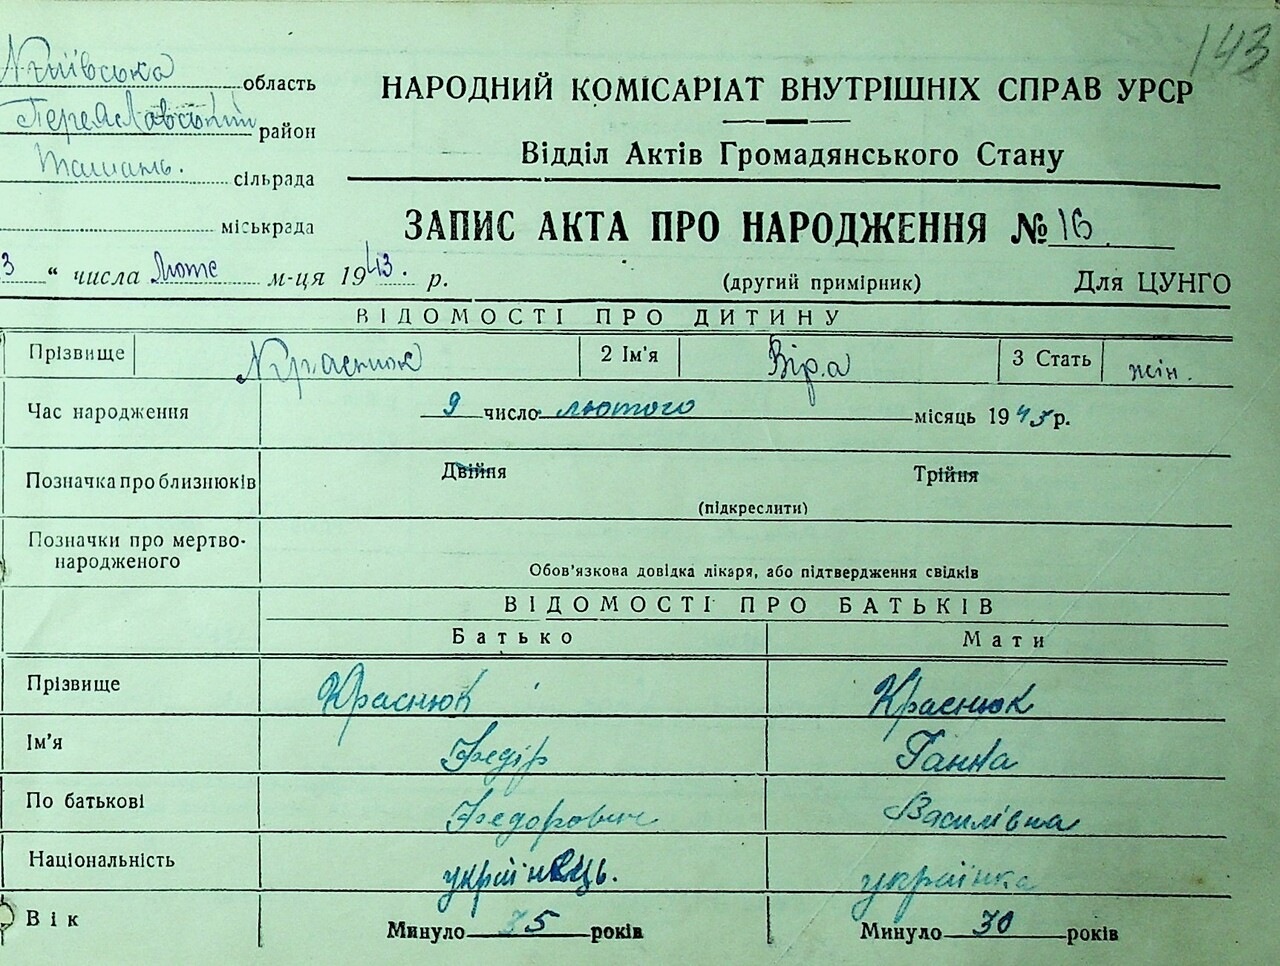 143
Київська область
Переяславський район
Ташань. сільрада
міськрада
НАРОДНИЙ КОМІСАРІАТ ВНУТРІШНІХ СПРАВ УРСР
Відділ Актів Громадянського Стану
ЗАПИС АКТА ПРО НАРОДЖЕННЯ № 16
3 " числа Люте м-ця 1943. р.
(другий примірник) Для ЦУНГО
ВІДОМОСТІ ПРО ДИТИНУ
Прізвище Краснюк 2 Ім'я Віра 3 Стать жін.
Час народження 9 число лютого місяць 1943 р.
Позначка про близнюків Двійня Трійня
(підкреслити)
Позначки про мертво-
народженого
Обов'язкова довідка лікаря, або підтвердження свідків
ВІДОМОСТІ ПРО БАТЬКІВ
Батько Мати
Прізвище Краснюк Краснюк
Ім'я Федір Ганна
По батькові Федорович Василівна
Національність українець. українка
Вік Минуло 35 років Минуло 30 років